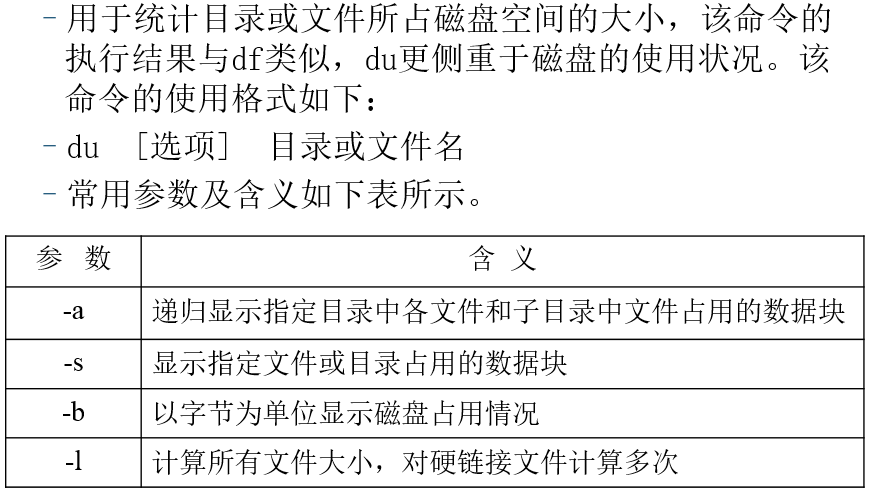 -用于统计目录或文件所占磁盘空间的大小，该命令的
执行结果与df类似，du更侧重于磁盘的使用状况。该
命令的使用格式如下：
-du [选项] 目录或文件名
-常用参数及含义如下表所示。
参 数 含 义
-a 递归显示指定目录中各文件和子目录中文件占用的数据块
-s 显示指定文件或目录占用的数据块
-b 以字节为单位显示磁盘占用情况
-l 计算所有文件大小，对硬链接文件计算多次